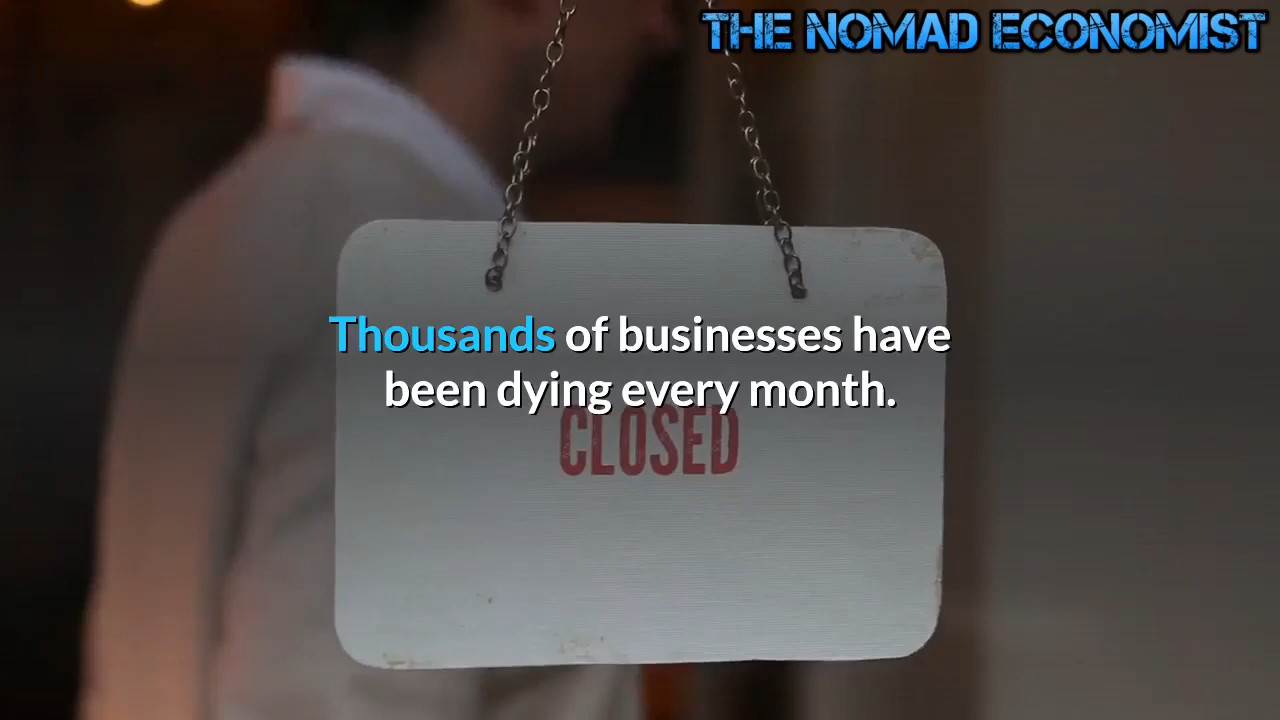 THE NOMAD ECONOMIST
Thousands of businesses have
been dying every month.
CLOSED